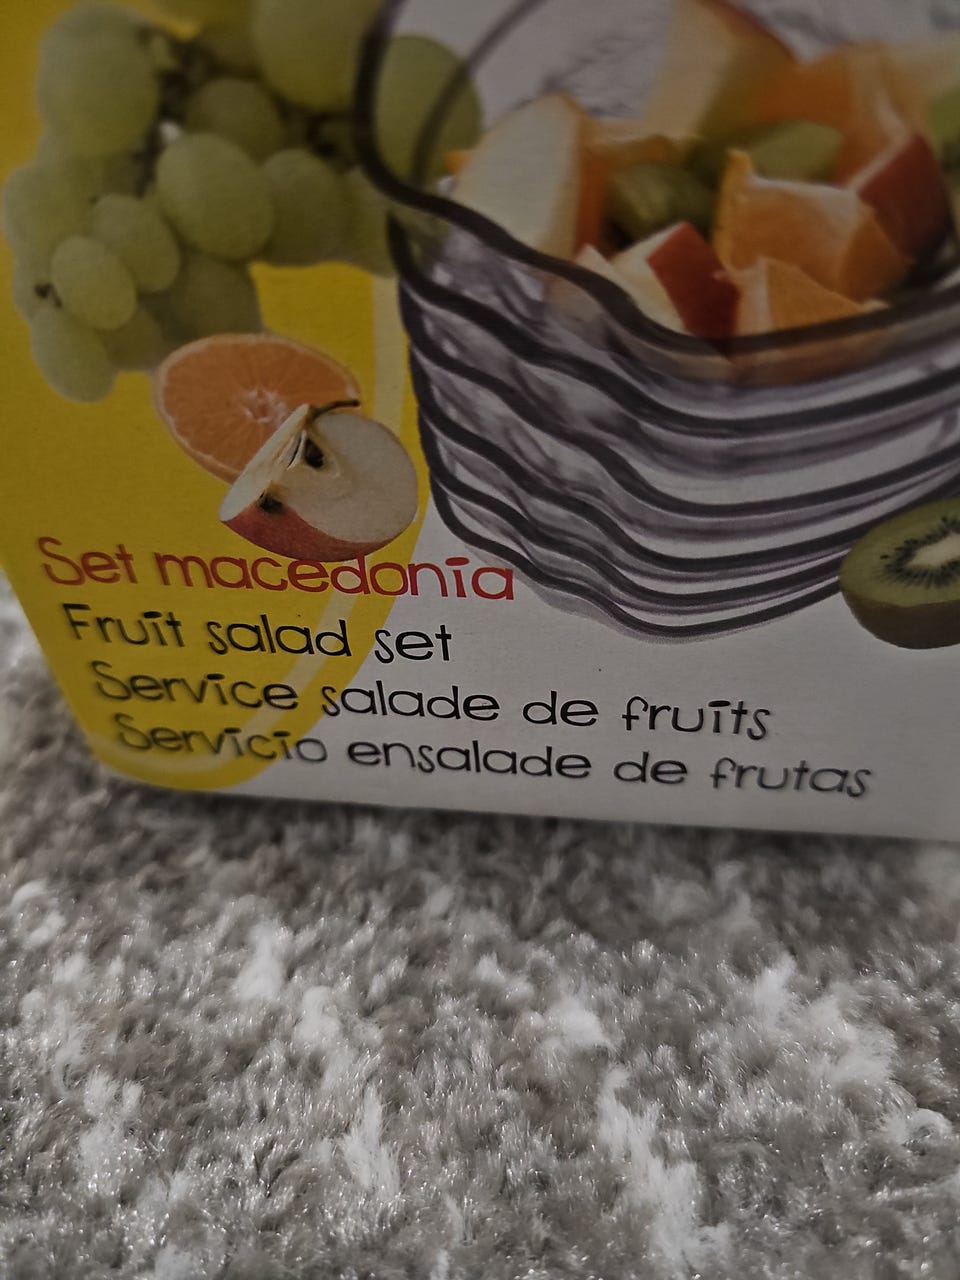 Set macedonia
Fruit salad set
Service salade de fruits
Servicio ensalade de frutas